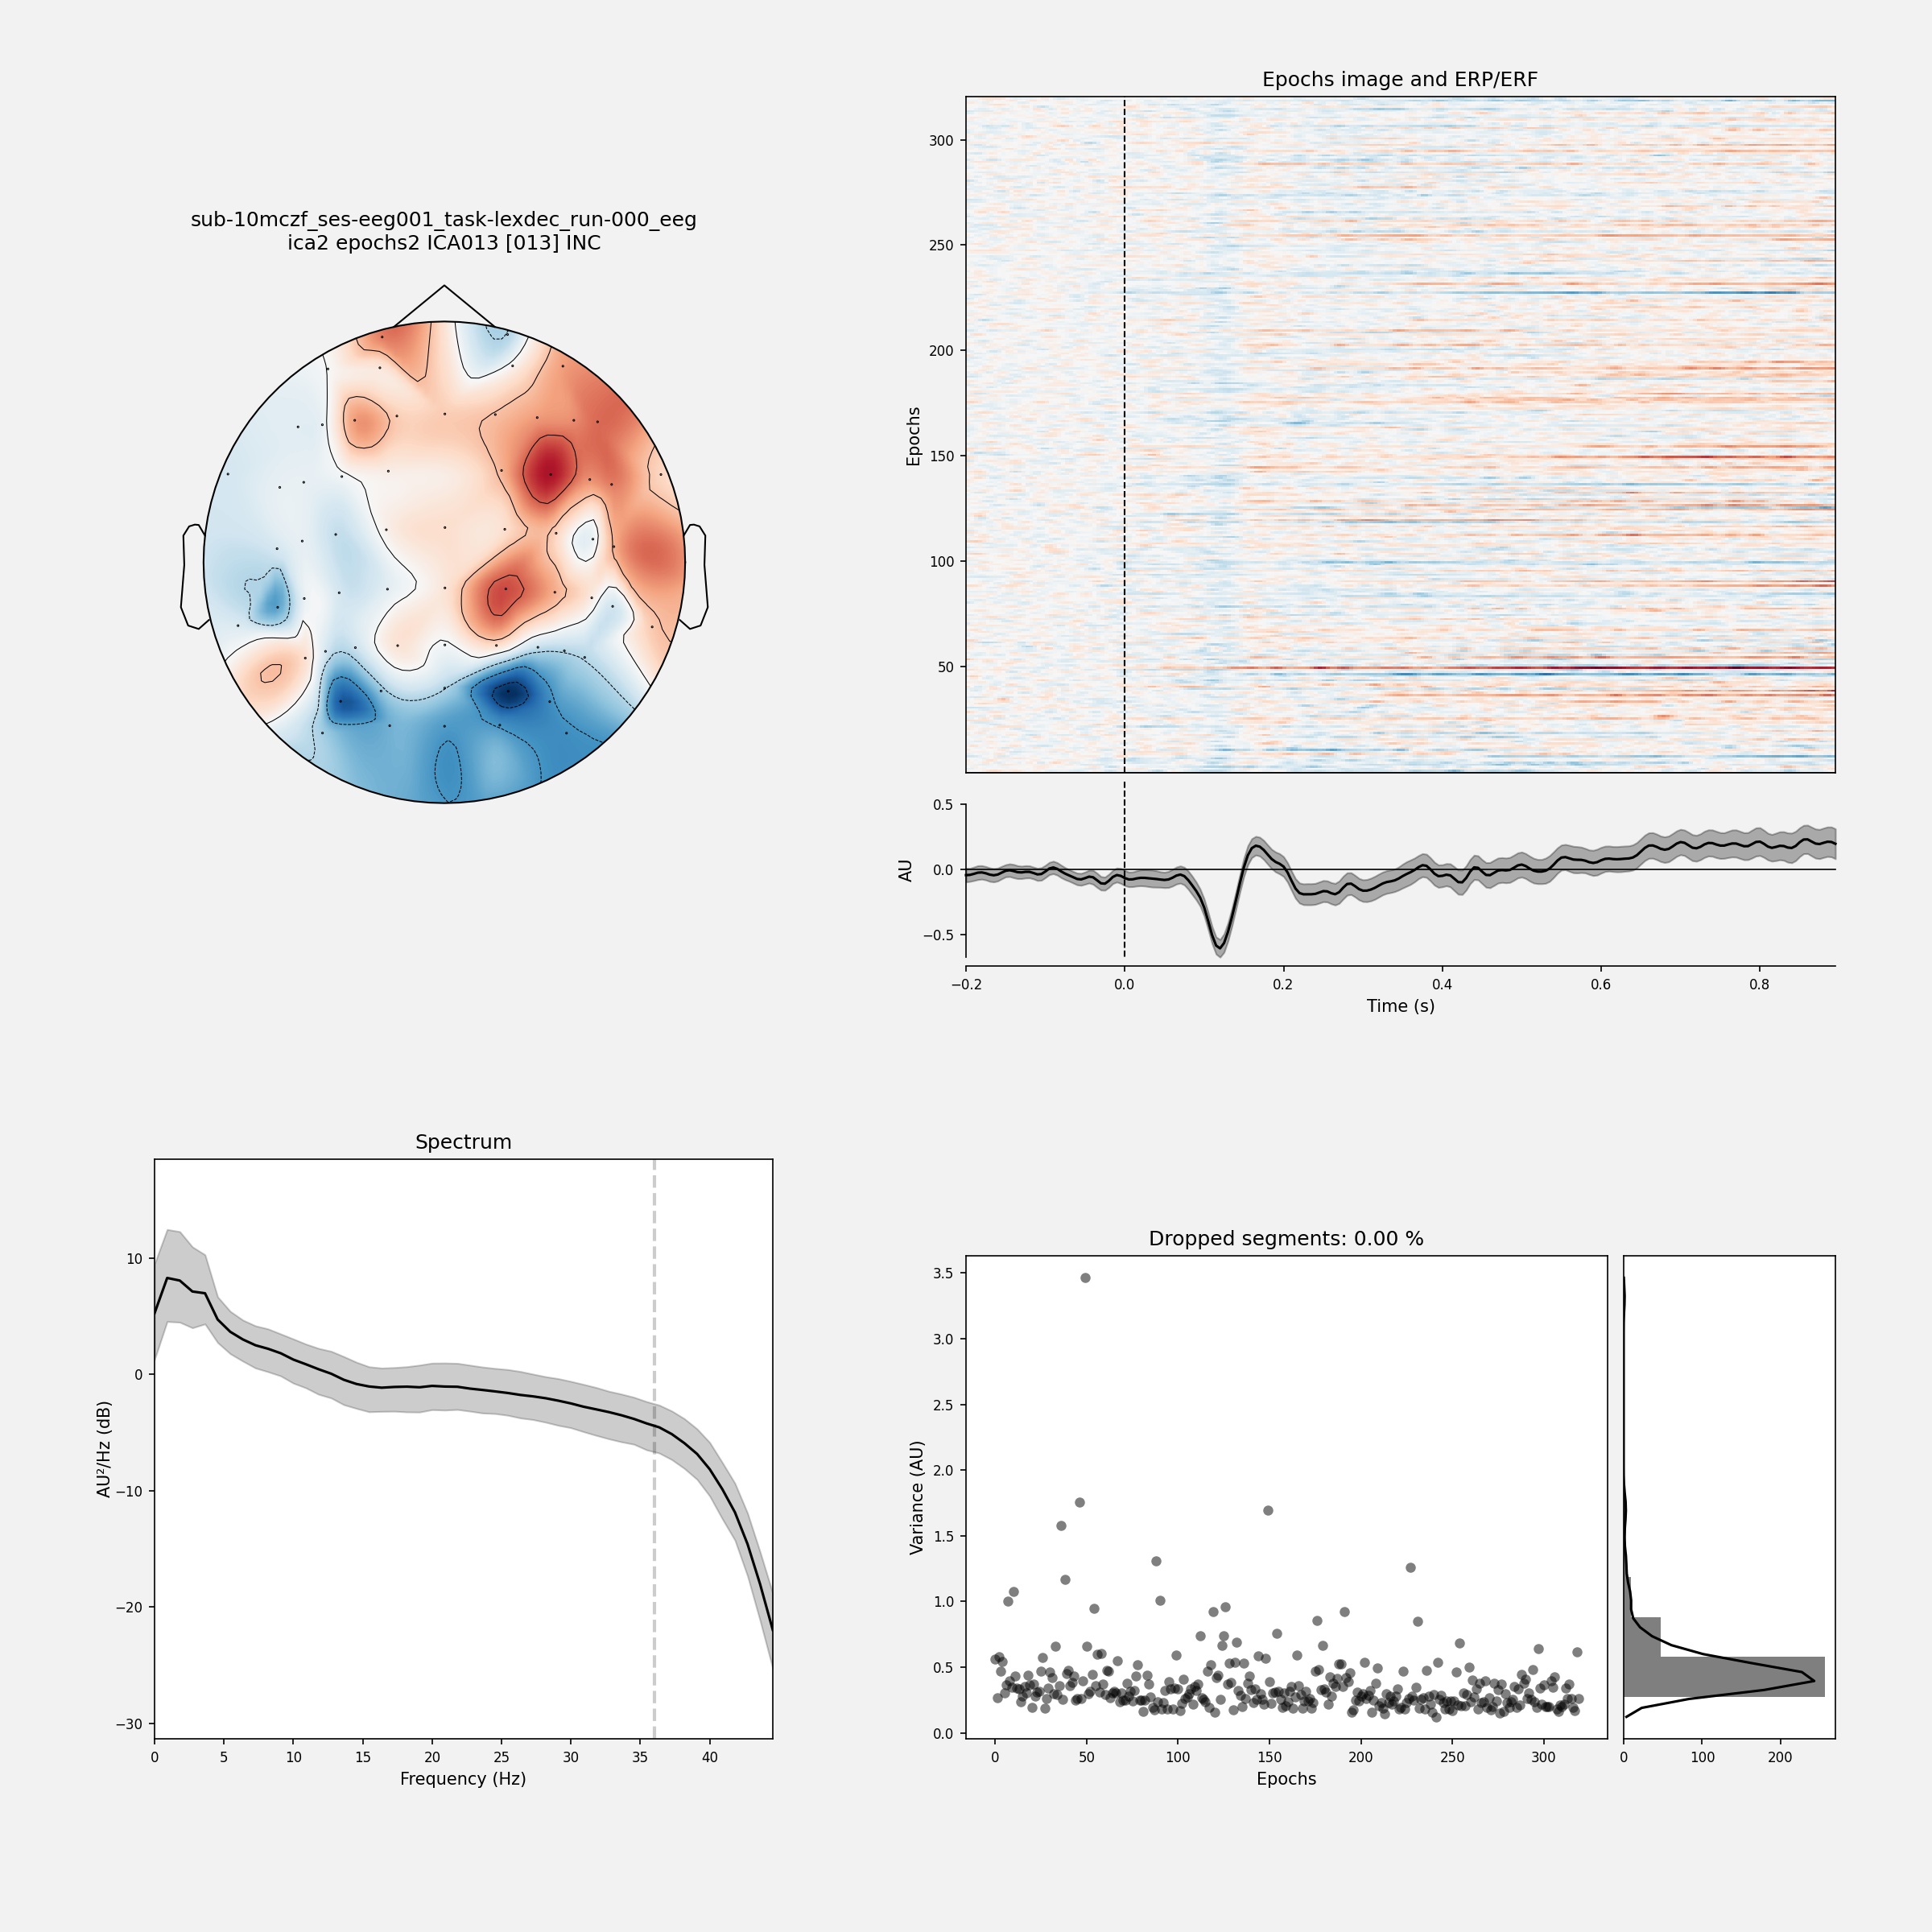 sub-10mczf_ses-eeg001_task-lexdec_run-000_eeg
ica2 epochs2 ICA013 [013] INC
Epochs image and ERP/ERF
300
250
200
150
100
50
Epochs
0.5
0.0
−0.5
AU
−0.2 0.0 0.2 0.4 0.6 0.8
Time (s)
Spectrum
10
0
−10
−20
−30
AU²/Hz (dB)
0 5 10 15 20 25 30 35 40
Frequency (Hz)
Dropped segments: 0.00 %
3.5
3.0
2.5
2.0
1.5
1.0
0.5
0.0
Variance (AU)
0 50 100 150 200 250 300
Epochs
0 100 200